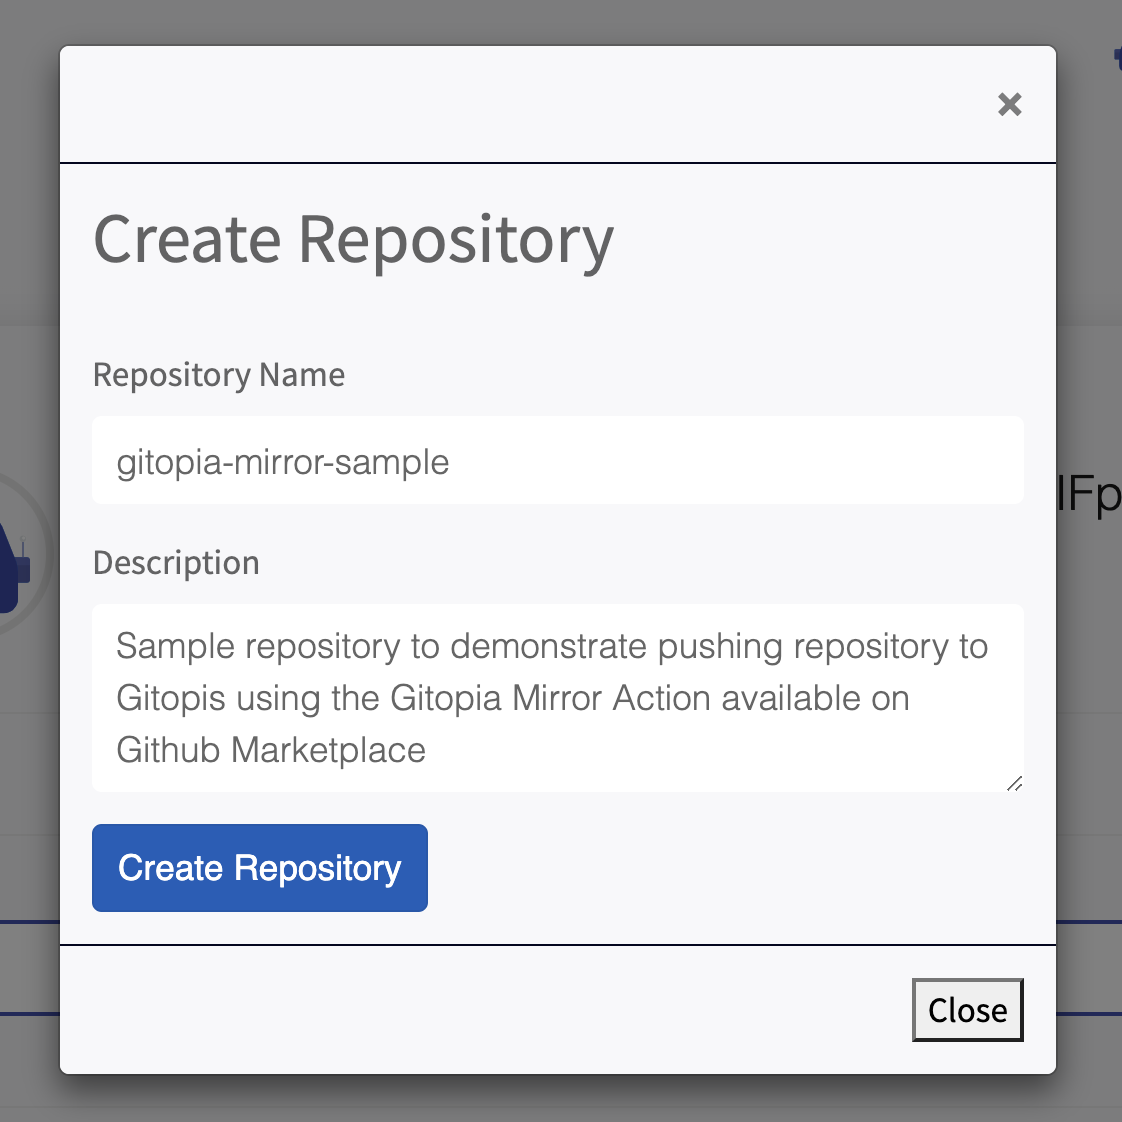 ×
Create Repository
Repository Name
gitopia-mirror-sample
Description
Sample repository to demonstrate pushing repository to
Gitopis using the Gitopia Mirror Action available on
Github Marketplace
Create Repository
Close